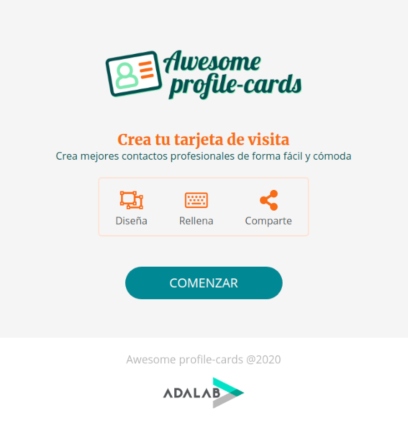 Awesome
profile-cards
Crea tu tarjeta de visita
Crea mejores contactos profesionales de forma fácil y cómoda
Diseña Rellena Comparte
COMENZAR
Awesome profile-cards @2020
ADALAB